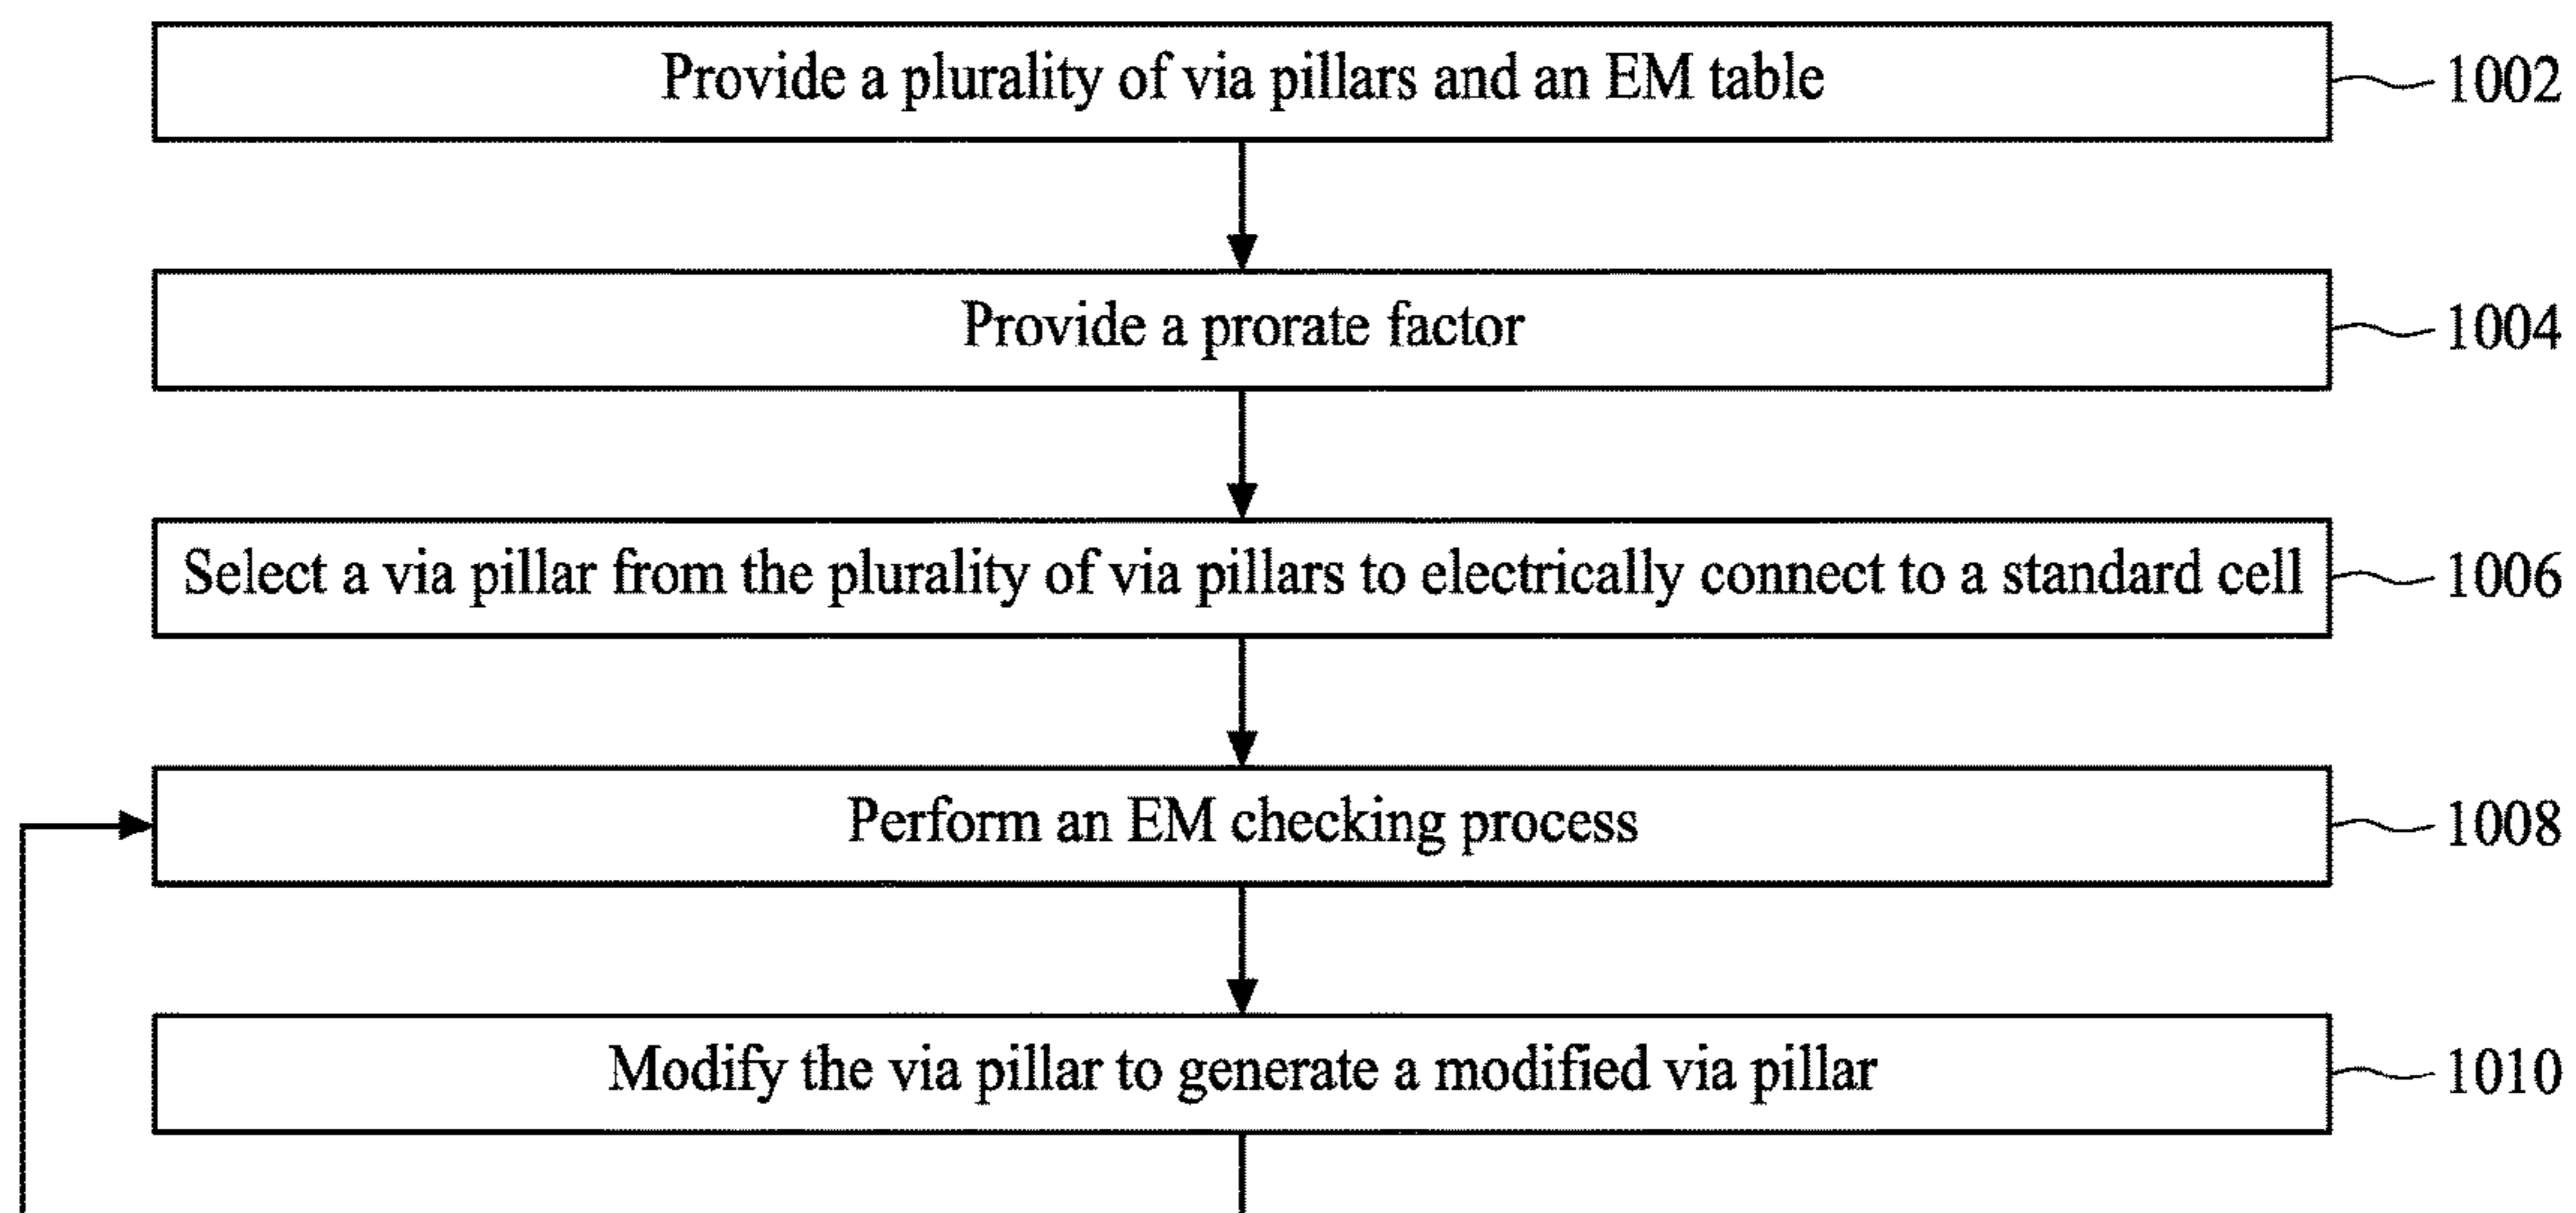 Provide a plurality of via pillars and an EM table
1002
Provide a prorate factor
1004
Select a via pillar from the plurality of via pillars to electrically connect to a standard cell
1006
Perform an EM checking process
1008
Modify the via pillar to generate a modified via pillar
1010